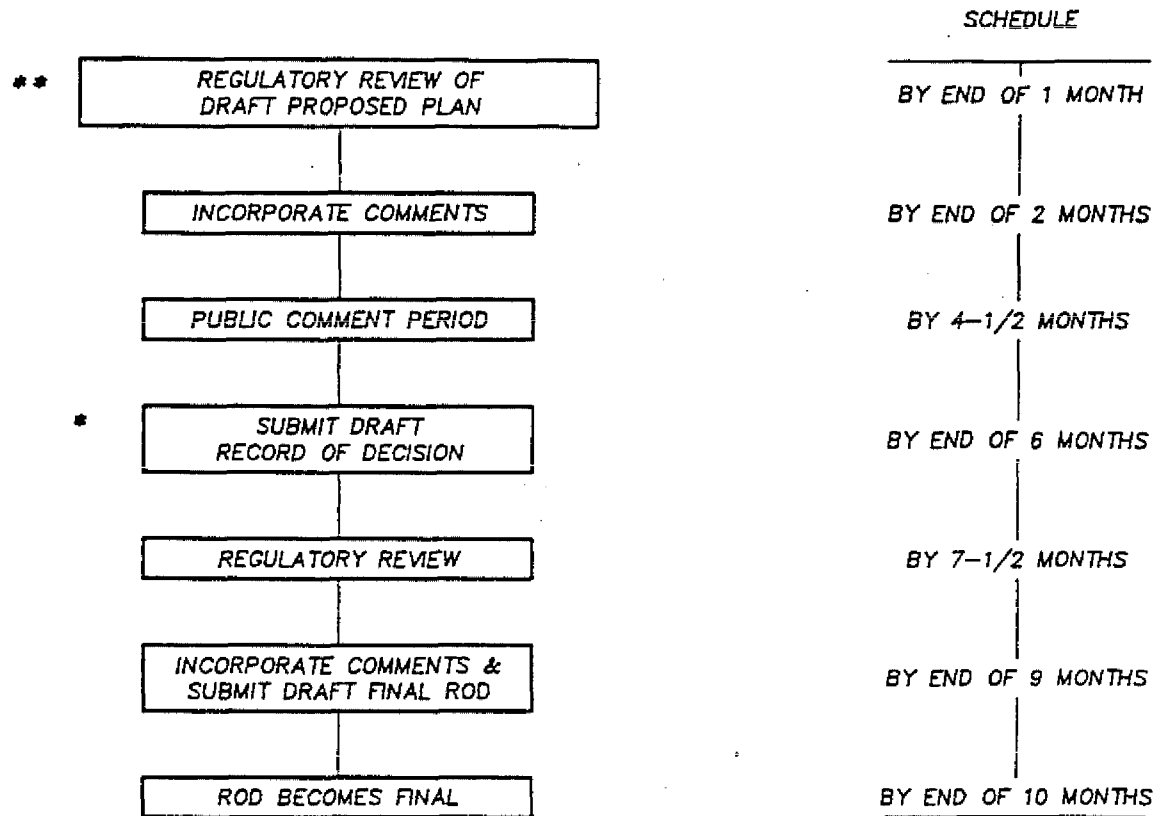 SCHEDULE
** REGULATORY REVIEW OF
DRAFT PROPOSED PLAN
BY END OF 1 MONTH
INCORPORATE COMMENTS
BY END OF 2 MONTHS
PUBLIC COMMENT PERIOD
BY 4-1/2 MONTHS
* SUBMIT DRAFT
RECORD OF DECISION
BY END OF 6 MONTHS
REGULATORY REVIEW
BY 7-1/2 MONTHS
INCORPORATE COMMENTS &
SUBMIT DRAFT FINAL ROD
BY END OF 9 MONTHS
ROD BECOMES FINAL
BY END OF 10 MONTHS